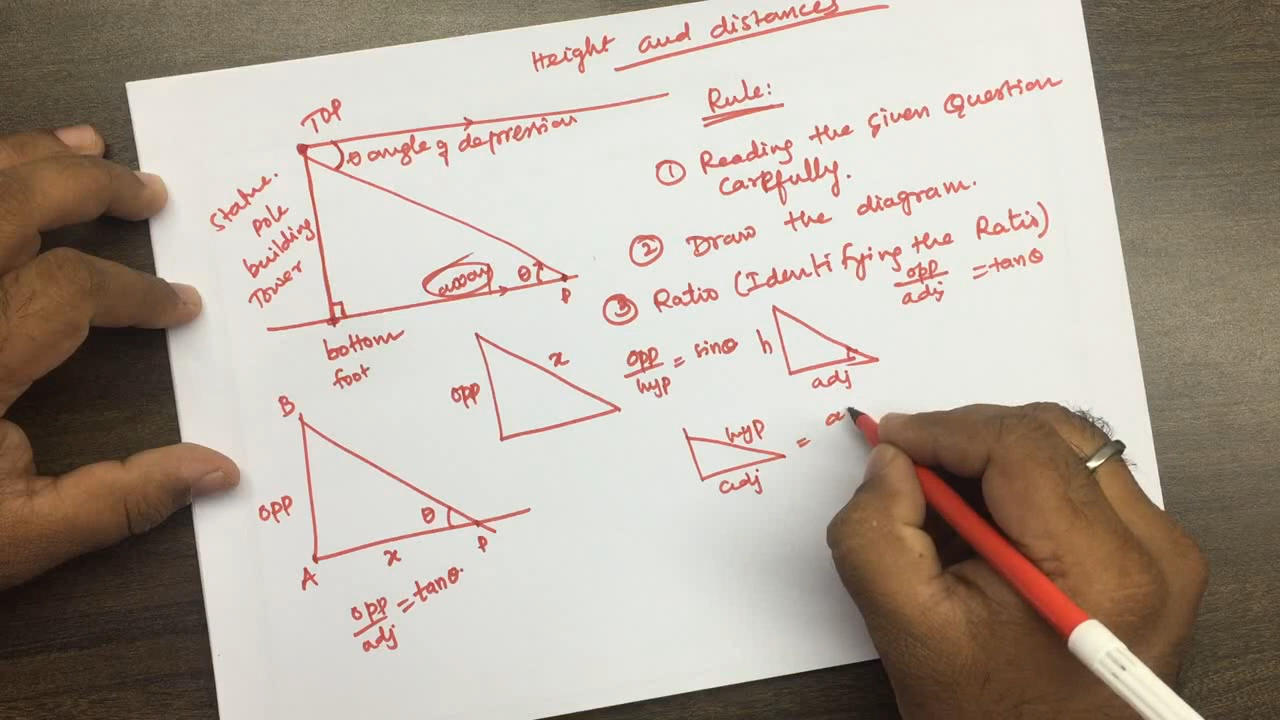 Height and distances
TOP
θ angle of depression
Statue.
pole
building
Tower
away
θ
P
bottom
foot
Rule:
① Reading the given Question
carefully.
② Draw the diagram.
③ Ratio (Identifying the Ratio)
opp/adj = tanθ
opp
x
opp/hyp = sinθ
h
adj
hyp
adj
=
B
opp
θ
A
x
P
opp/adj = tanθ.